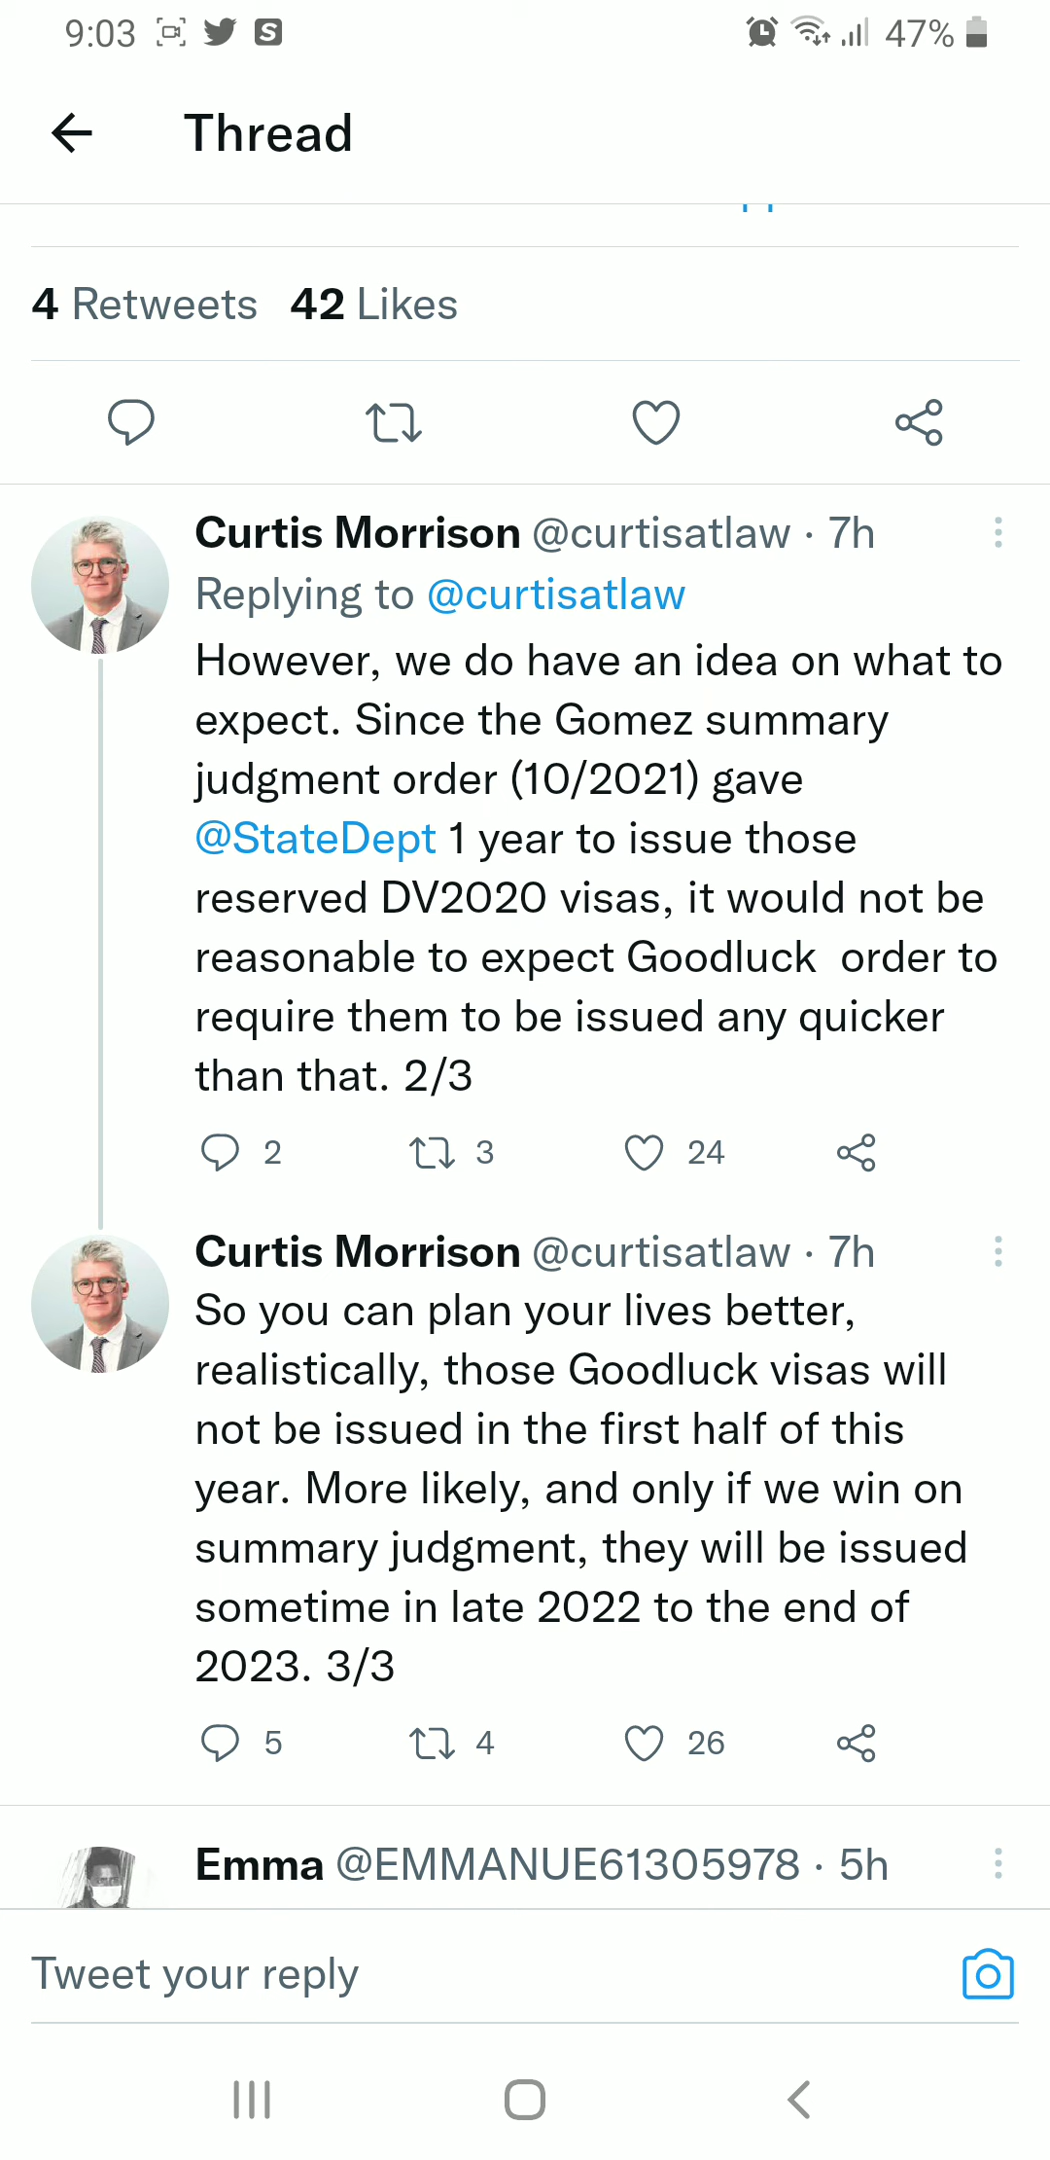 9:03 S 47%
Thread
4 Retweets 42 Likes
Curtis Morrison @curtisatlaw · 7h
Replying to @curtisatlaw
However, we do have an idea on what to
expect. Since the Gomez summary
judgment order (10/2021) gave
@StateDept 1 year to issue those
reserved DV2020 visas, it would not be
reasonable to expect Goodluck  order to
require them to be issued any quicker
than that. 2/3
2 3 24
Curtis Morrison @curtisatlaw · 7h
So you can plan your lives better,
realistically, those Goodluck visas will
not be issued in the first half of this
year. More likely, and only if we win on
summary judgment, they will be issued
sometime in late 2022 to the end of
2023. 3/3
5 4 26
Emma @EMMANUE61305978 · 5h
Tweet your reply